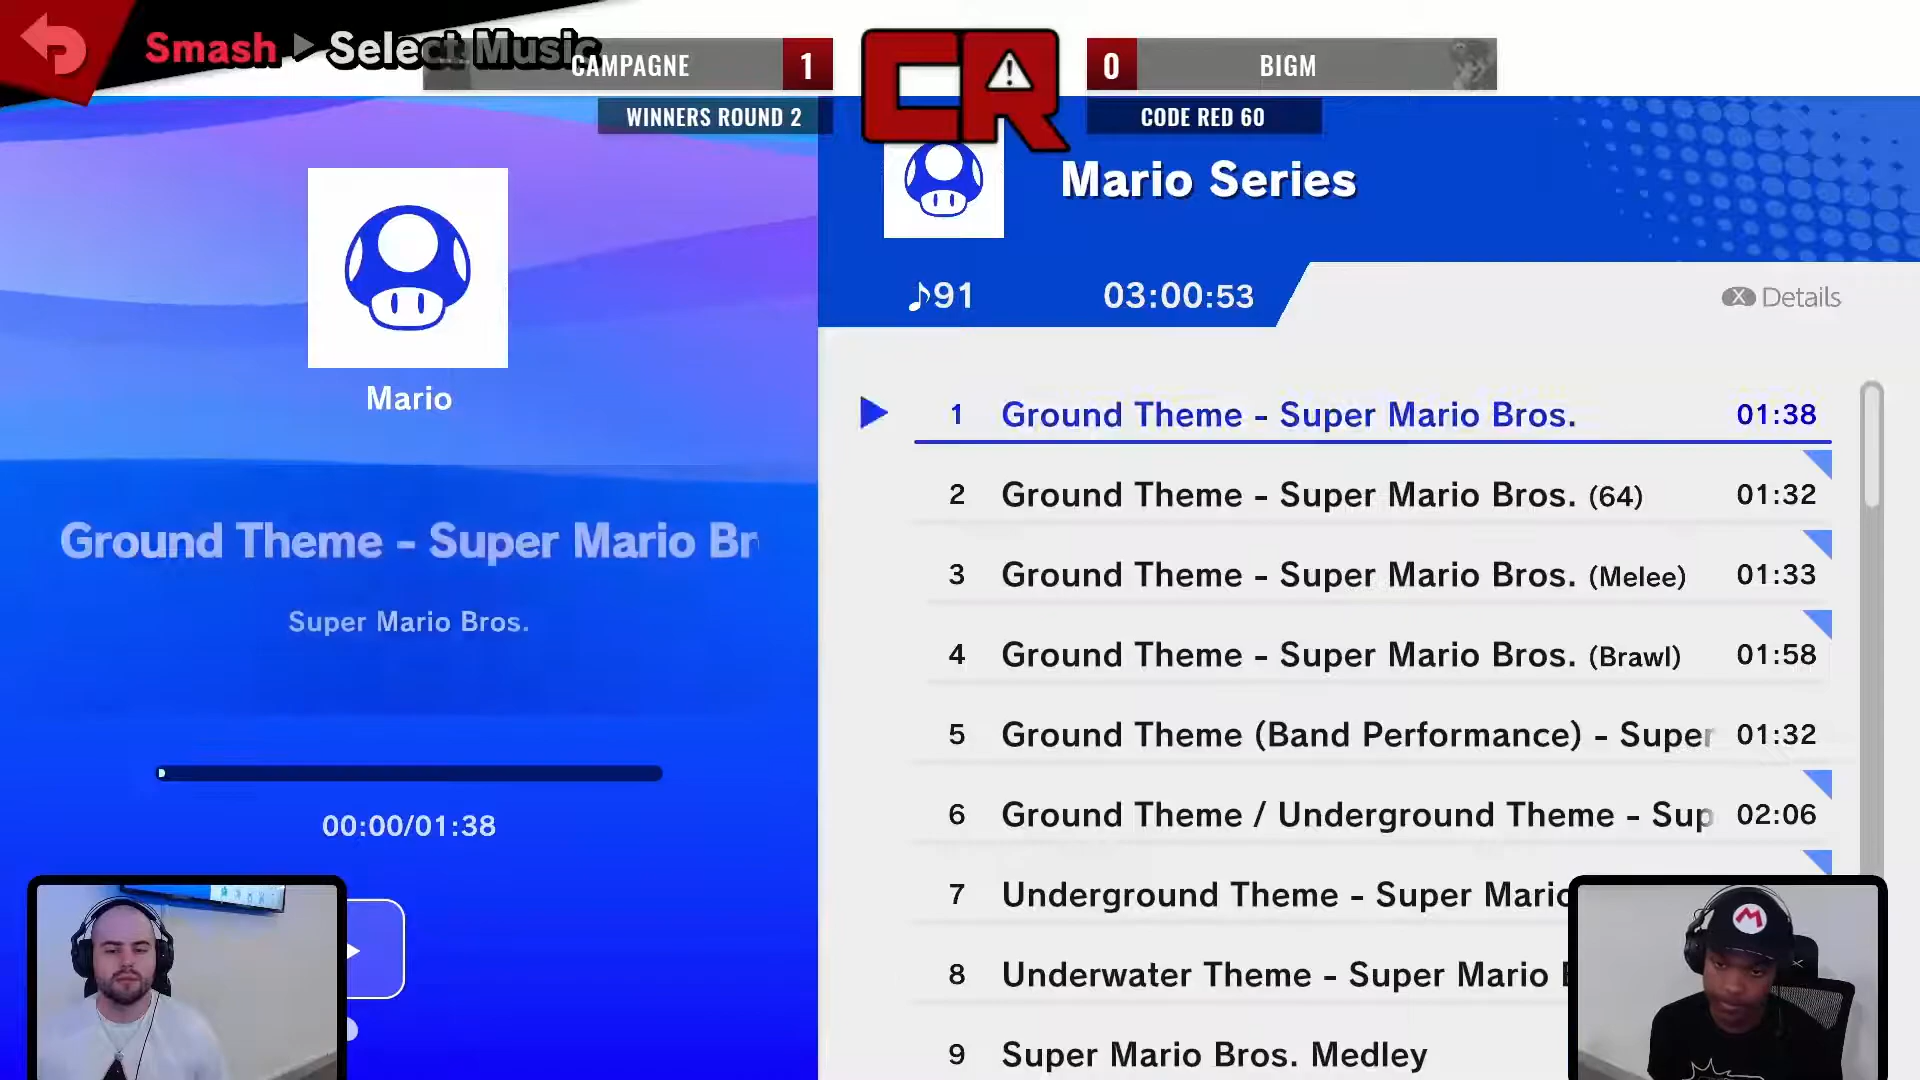 Smash ▶ Select Music
CAMPAGNE 1
CR
0 BIGM
WINNERS ROUND 2
CODE RED 60
Mario Series
♪91 03:00:53
X Details
Mario
Ground Theme - Super Mario Br
Super Mario Bros.
00:00/01:38
1 Ground Theme - Super Mario Bros. 01:38
2 Ground Theme - Super Mario Bros. (64) 01:32
3 Ground Theme - Super Mario Bros. (Melee) 01:33
4 Ground Theme - Super Mario Bros. (Brawl) 01:58
5 Ground Theme (Band Performance) - Super 01:32
6 Ground Theme / Underground Theme - Sup 02:06
7 Underground Theme - Super Mario
8 Underwater Theme - Super Mario
9 Super Mario Bros. Medley
M